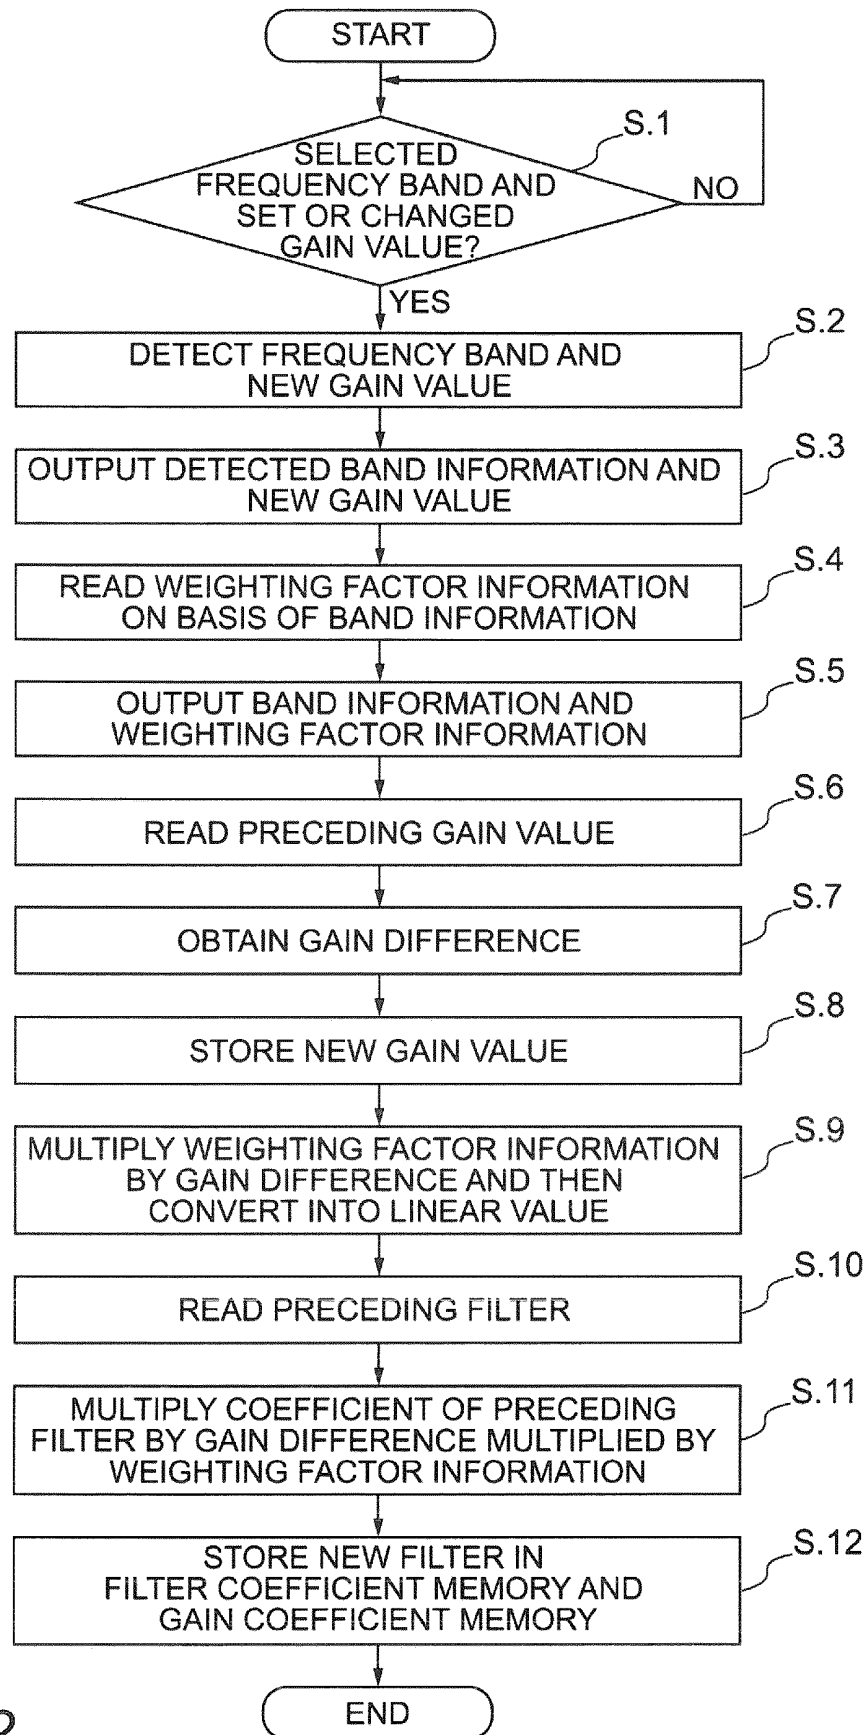 START
S.1
SELECTED
FREQUENCY BAND AND
SET OR CHANGED
GAIN VALUE?
NO
YES
S.2
DETECT FREQUENCY BAND AND
NEW GAIN VALUE
S.3
OUTPUT DETECTED BAND INFORMATION AND
NEW GAIN VALUE
S.4
READ WEIGHTING FACTOR INFORMATION
ON BASIS OF BAND INFORMATION
S.5
OUTPUT BAND INFORMATION AND
WEIGHTING FACTOR INFORMATION
S.6
READ PRECEDING GAIN VALUE
S.7
OBTAIN GAIN DIFFERENCE
S.8
STORE NEW GAIN VALUE
S.9
MULTIPLY WEIGHTING FACTOR INFORMATION
BY GAIN DIFFERENCE AND THEN
CONVERT INTO LINEAR VALUE
S.10
READ PRECEDING FILTER
S.11
MULTIPLY COEFFICIENT OF PRECEDING
FILTER BY GAIN DIFFERENCE MULTIPLIED BY
WEIGHTING FACTOR INFORMATION
S.12
STORE NEW FILTER IN
FILTER COEFFICIENT MEMORY AND
GAIN COEFFICIENT MEMORY
END